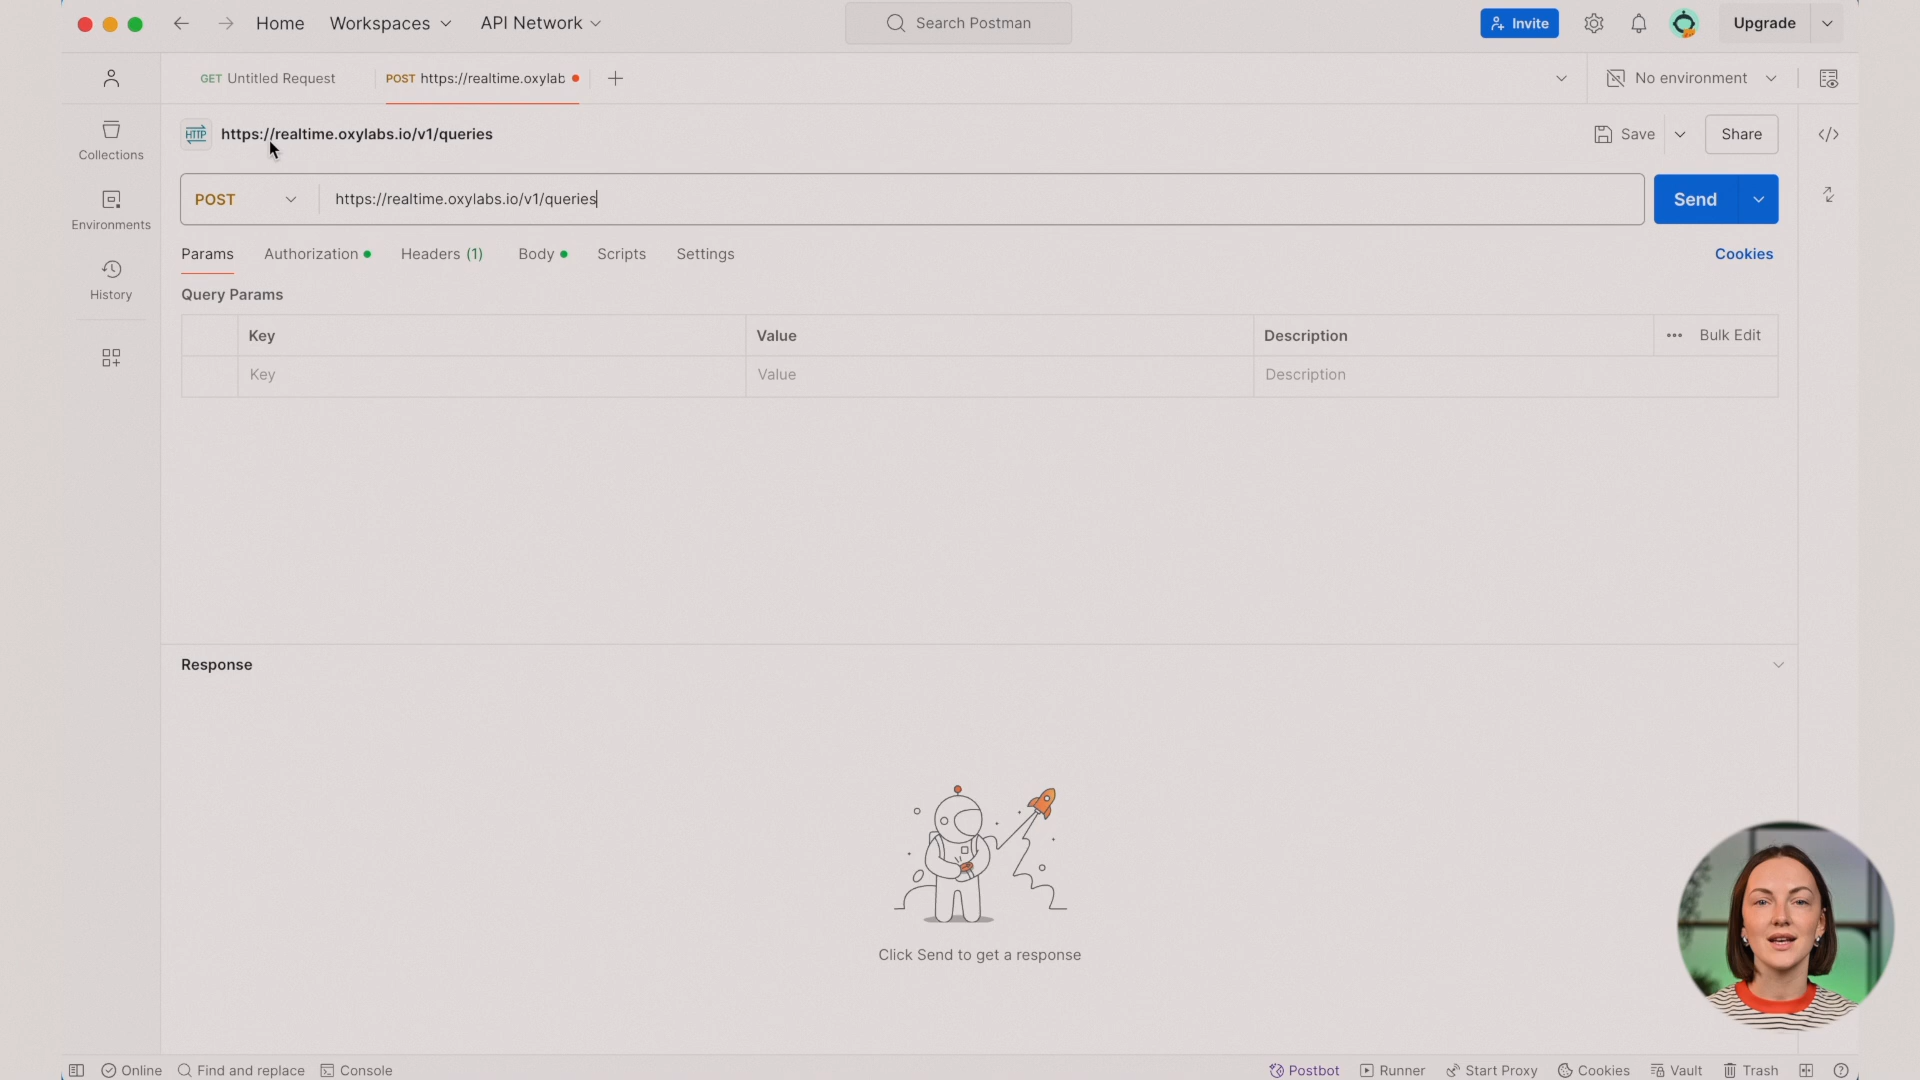 Home Workspaces API Network Search Postman Invite Upgrade
GET Untitled Request POST https://realtime.oxylab No environment
HTTP https://realtime.oxylabs.io/v1/queries Save Share </>
Collections
POST https://realtime.oxylabs.io/v1/queries Send
Environments
Params Authorization Headers (1) Body Scripts Settings Cookies
History
Query Params
Key Value Description Bulk Edit
Key Value Description
Response
Click Send to get a response
Online Find and replace Console Postbot Runner Start Proxy Cookies Vault Trash